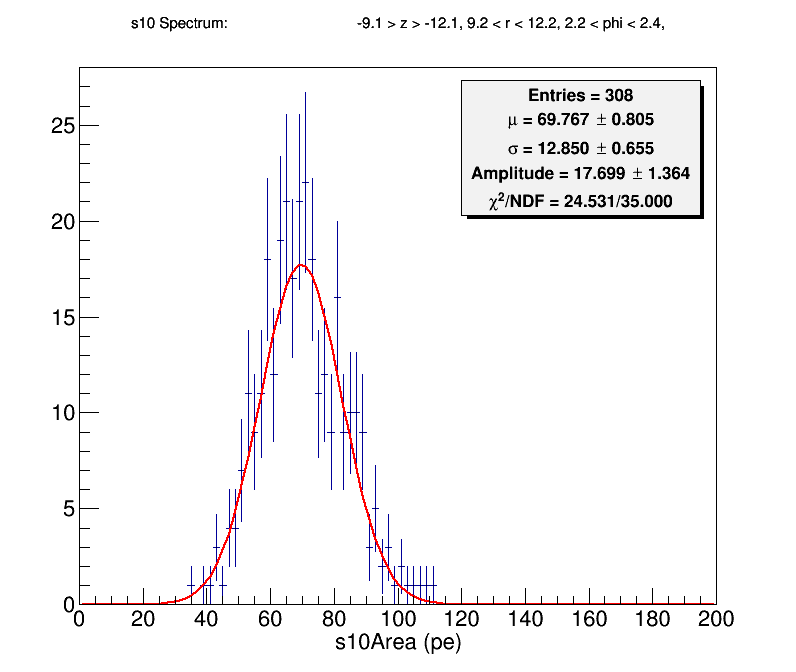 s10 Spectrum: -9.1 > z > -12.1, 9.2 < r < 12.2, 2.2 < phi < 2.4,
Entries = 308
μ = 69.767 ± 0.805
σ = 12.850 ± 0.655
Amplitude = 17.699 ± 1.364
χ²/NDF = 24.531/35.000
25
20
15
10
5
0
0 20 40 60 80 100 120 140 160 180 200
s10Area (pe)